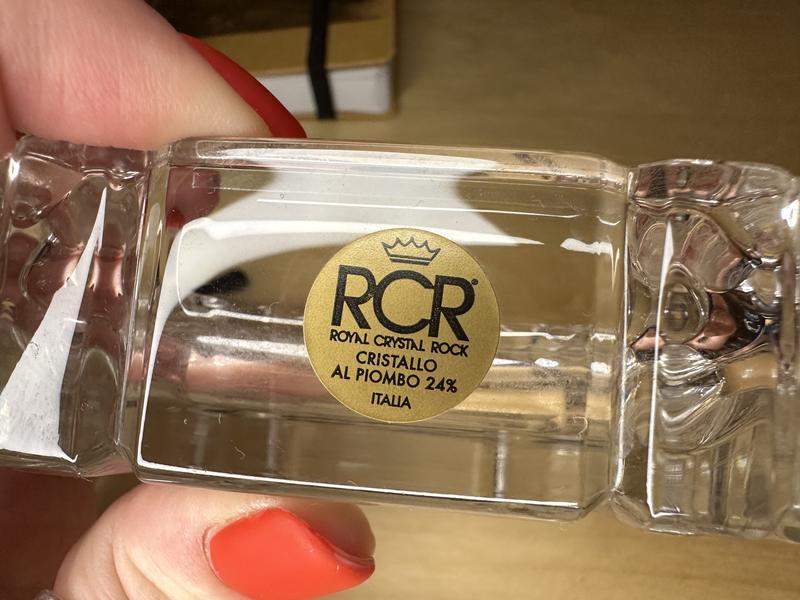 RCR®
ROYAL CRYSTAL ROCK
CRISTALLO
AL PIOMBO 24%
ITALIA